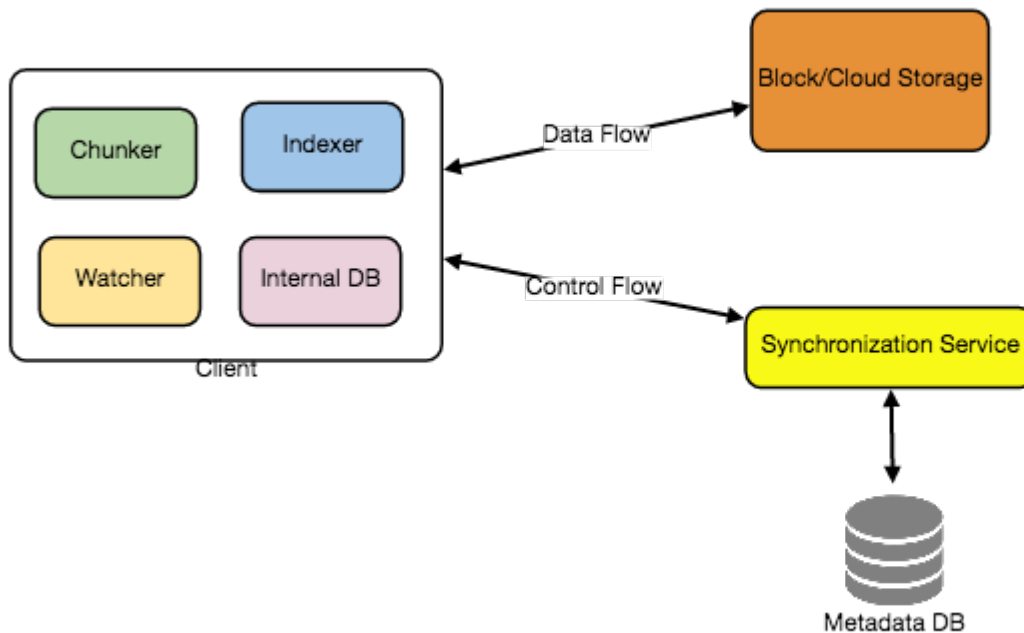 Block/Cloud Storage
Chunker
Indexer
Data Flow
Watcher
Internal DB
Control Flow
Client
Synchronization Service
Metadata DB